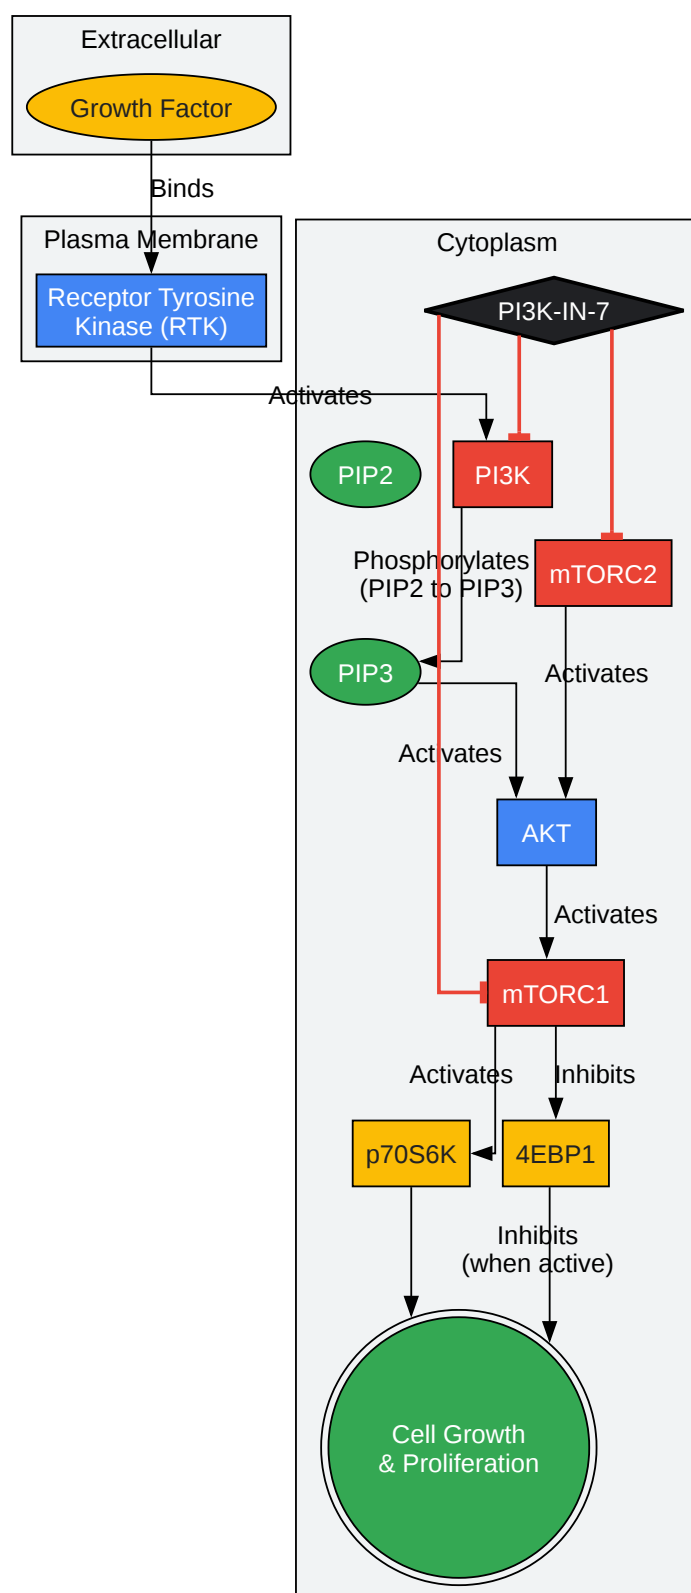 Extracellular
Growth Factor
Binds
Plasma Membrane
Receptor Tyrosine
Kinase (RTK)
Cytoplasm
PI3K-IN-7
Activates
PIP2
PI3K
Phosphorylates
(PIP2 to PIP3)
mTORC2
PIP3
Activates
Activates
AKT
Activates
mTORC1
Activates
Inhibits
p70S6K
4EBP1
Inhibits
(when active)
Cell Growth
& Proliferation